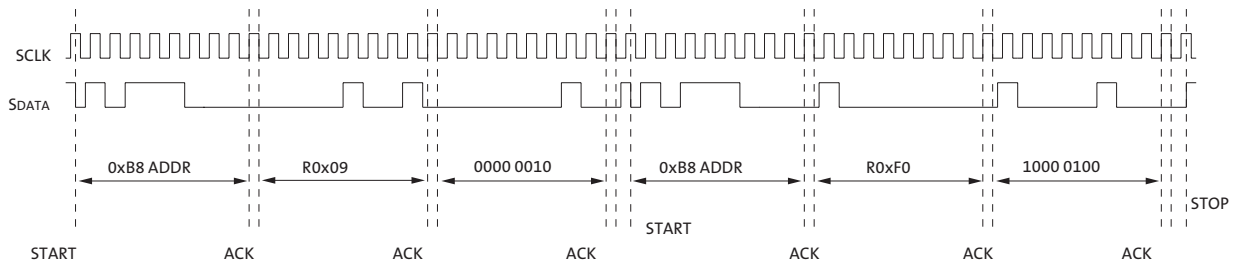 SCLK
SDATA
0xB8 ADDR R0x09 0000 0010 0xB8 ADDR R0xF0 1000 0100
STOP
START
START ACK ACK ACK ACK ACK ACK